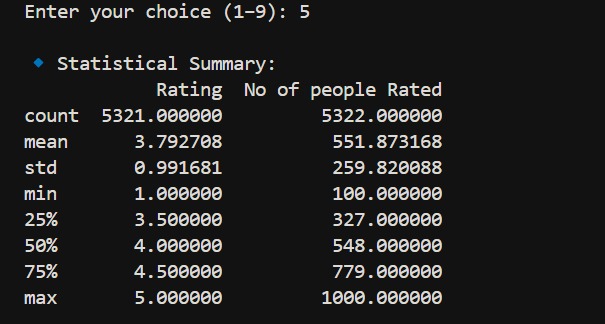 Enter your choice (1–9): 5
🔹 Statistical Summary:
Rating No of people Rated
count 5321.000000 5322.000000
mean 3.792708 551.873168
std 0.991681 259.820088
min 1.000000 100.000000
25% 3.500000 327.000000
50% 4.000000 548.000000
75% 4.500000 779.000000
max 5.000000 1000.000000